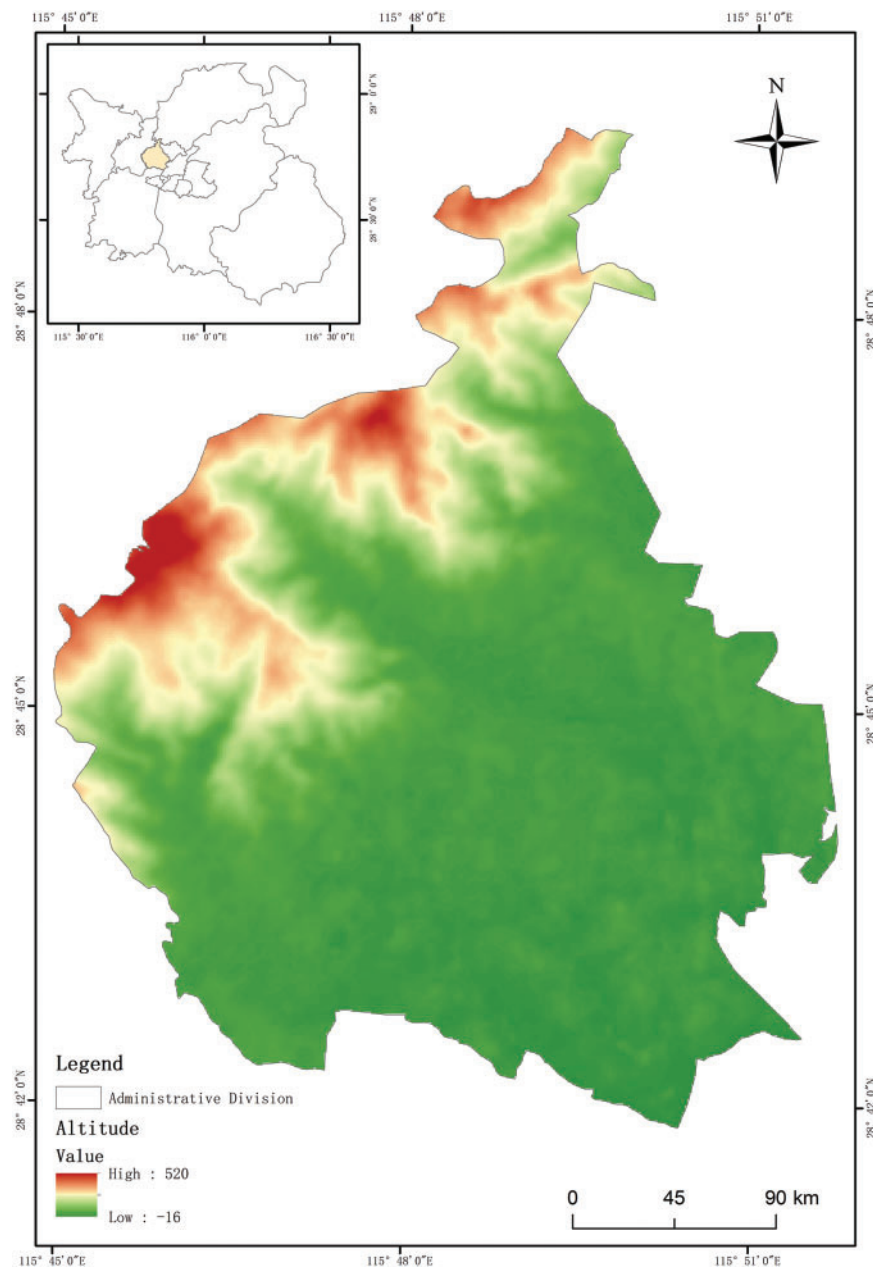 115° 45′0″E
115° 48′0″E
115° 51′0″E
N
29° 0′0″N
28° 30′0″N
115° 30′0″E
116° 0′0″E
116° 30′0″E
28° 48′0″N
28° 48′0″N
28° 45′0″N
28° 45′0″N
28° 42′0″N
28° 42′0″N
Legend
Administrative Division
Altitude
Value
High : 520
Low : -16
0 45 90 km
115° 45′0″E
115° 48′0″E
115° 51′0″E